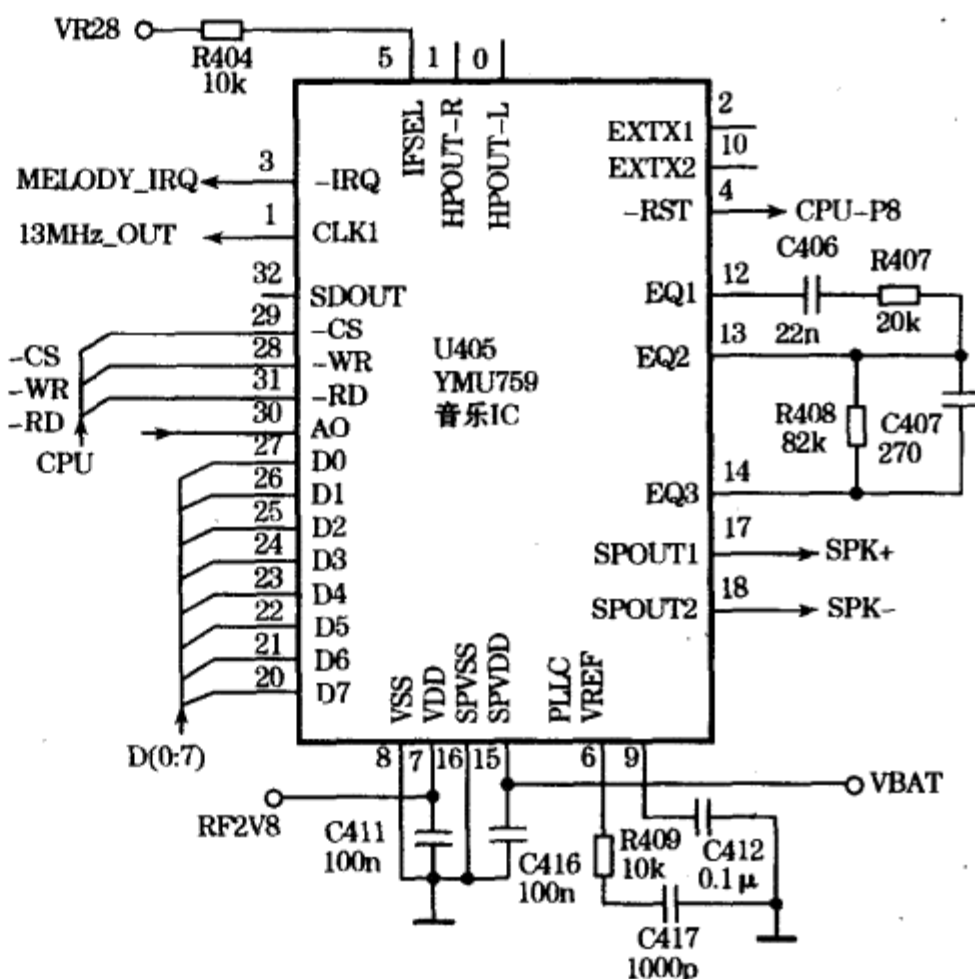 VR28
R404
10k
5
1
0
IFSEL
HPOUT-R
HPOUT-L
2
EXTX1
10
EXTX2
3
MELODY_IRQ
-IRQ
4
-RST
CPU-P8
1
13MHz_OUT
CLK1
C406
R407
32
SDOUT
12
EQ1
22n
20k
29
-CS
-CS
28
-WR
-WR
31
-RD
-RD
30
AO
CPU
U405
YMU759
音乐IC
13
EQ2
R408
82k
C407
270
27
D0
26
D1
25
D2
24
D3
23
D4
22
D5
21
D6
20
D7
D(0:7)
14
EQ3
17
SPOUT1
SPK+
18
SPOUT2
SPK-
VSS
VDD
SPVSS
SPVDD
PLLC
VREF
8
7
16
15
6
9
VBAT
RF2V8
C411
100n
C416
100n
R409
10k
C412
0.1μ
C417
1000p